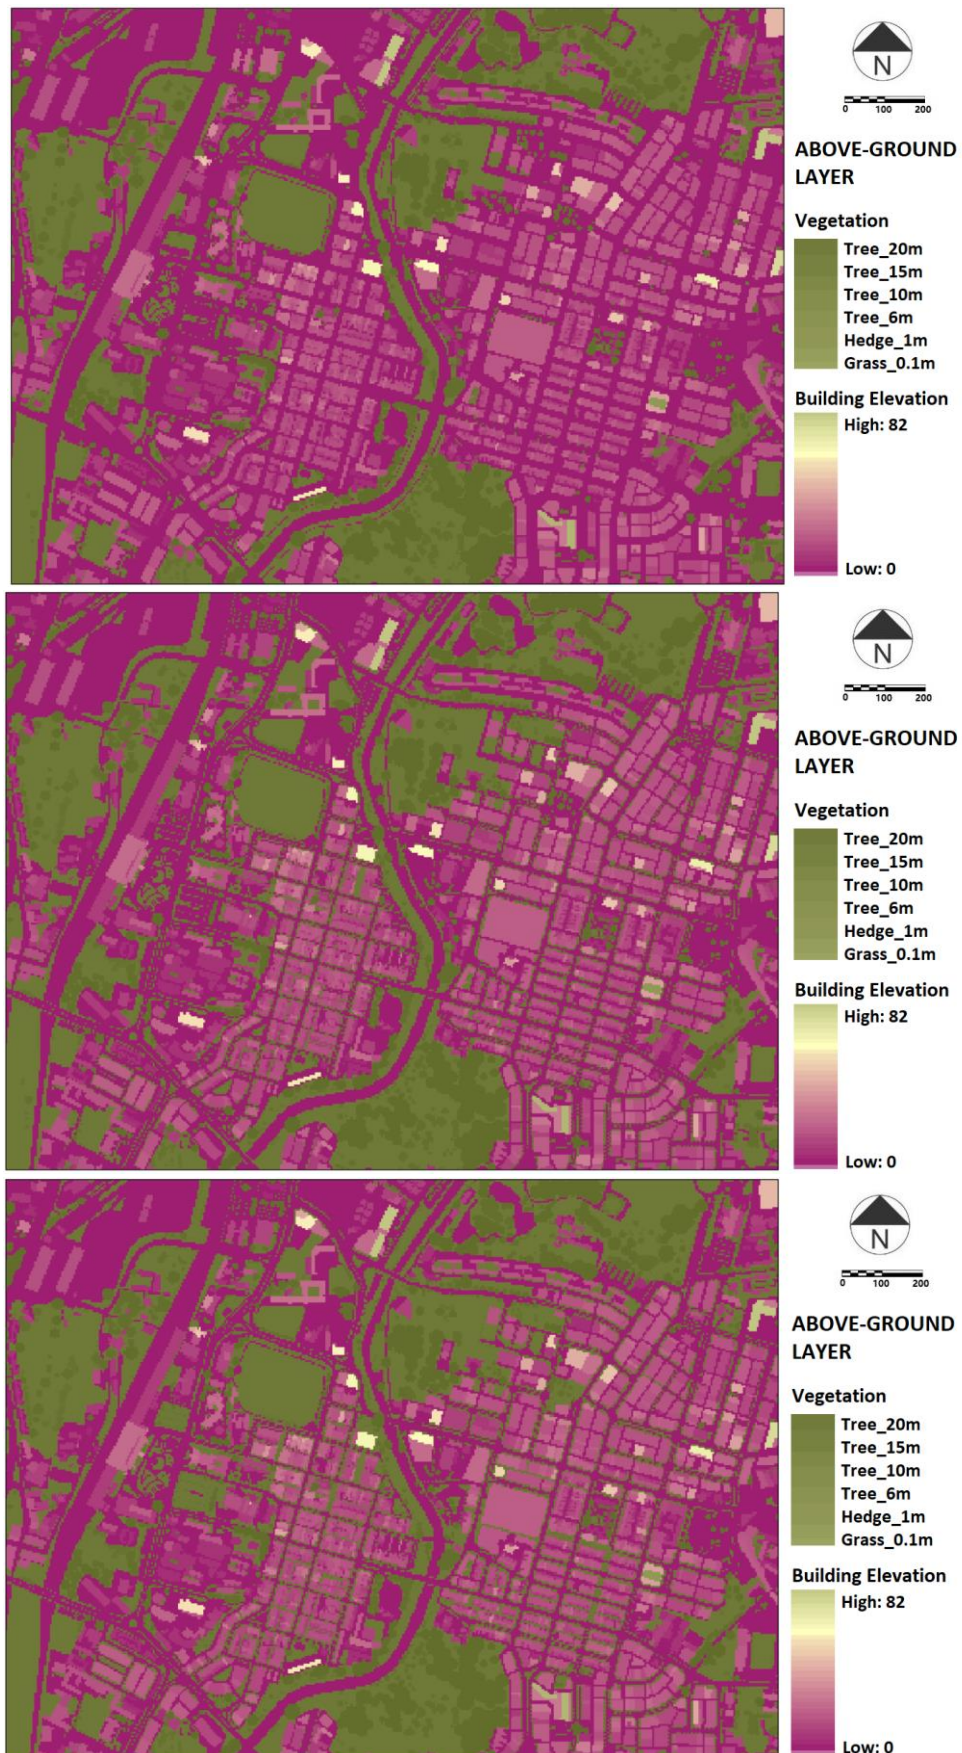 N
0 100 200
ABOVE-GROUND
LAYER
Vegetation
Tree_20m
Tree_15m
Tree_10m
Tree_6m
Hedge_1m
Grass_0.1m
Building Elevation
High: 82
Low: 0
N
0 100 200
ABOVE-GROUND
LAYER
Vegetation
Tree_20m
Tree_15m
Tree_10m
Tree_6m
Hedge_1m
Grass_0.1m
Building Elevation
High: 82
Low: 0
N
0 100 200
ABOVE-GROUND
LAYER
Vegetation
Tree_20m
Tree_15m
Tree_10m
Tree_6m
Hedge_1m
Grass_0.1m
Building Elevation
High: 82
Low: 0